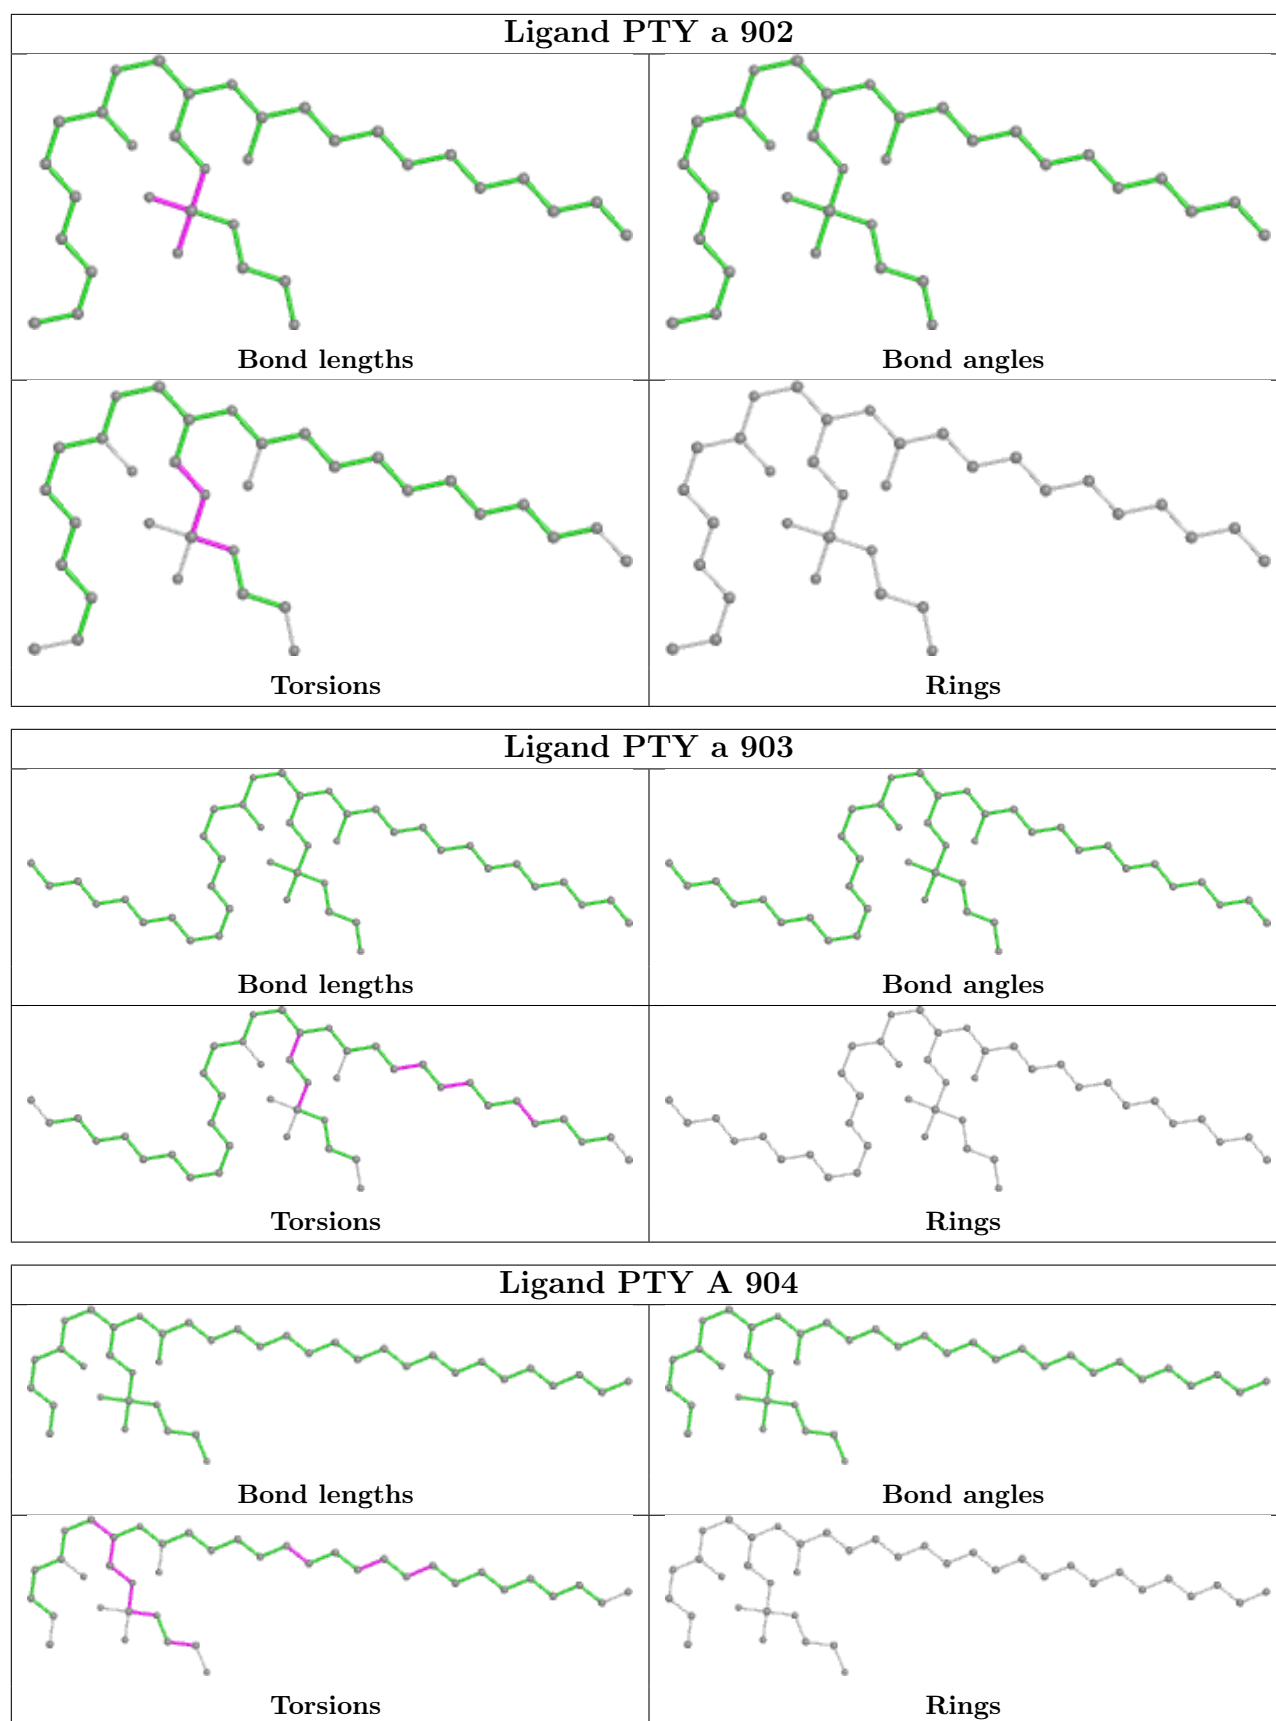 Ligand PTY a 902
Bond lengths
Bond angles
Torsions
Rings
Ligand PTY a 903
Bond lengths
Bond angles
Torsions
Rings
Ligand PTY A 904
Bond lengths
Bond angles
Torsions
Rings